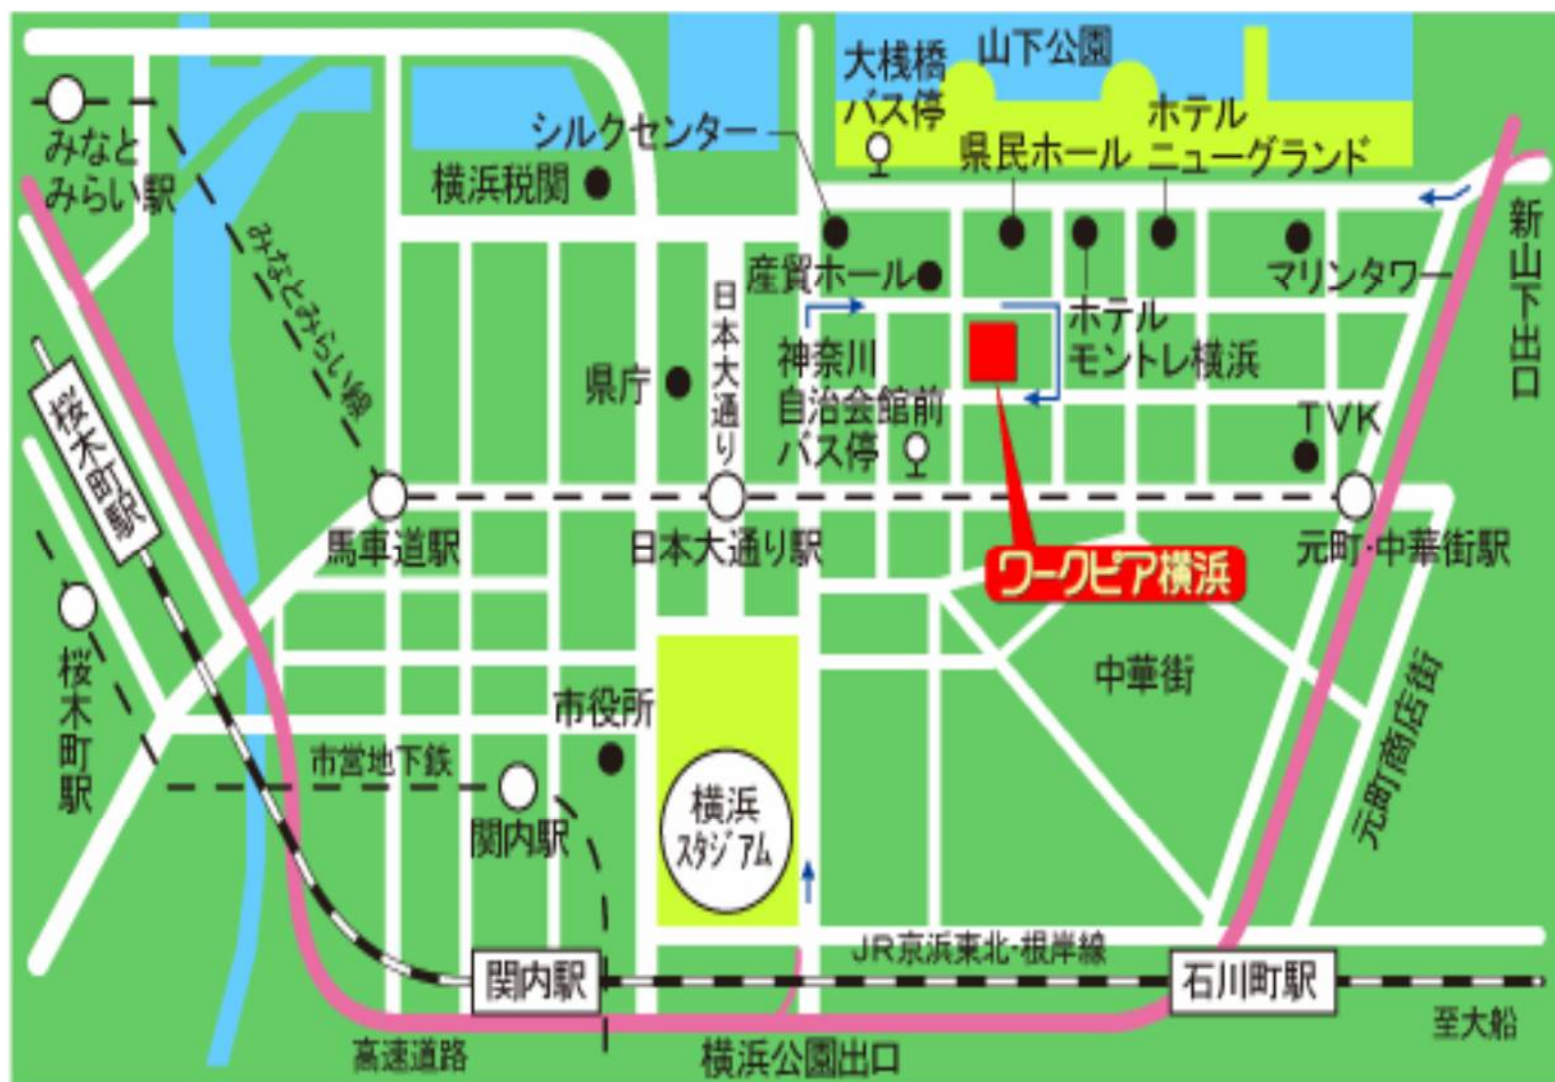 大桟橋
バス停
山下公園
シルクセンター
県民ホール
ホテル
ニューグランド
みなと
みらい駅
横浜税関
新山下出口
みなとみらい線
産貿ホール
マリンタワー
日本大通り
神奈川
自治会館前
バス停
ホテル
モントレ横浜
県庁
桜木町駅
TVK
馬車道駅
日本大通り駅
ワークピア横浜
元町・中華街駅
桜木町駅
中華街
元町商店街
市役所
市営地下鉄
関内駅
横浜
スタジアム
JR京浜東北・根岸線
関内駅
石川町駅
至大船
高速道路
横浜公園出口